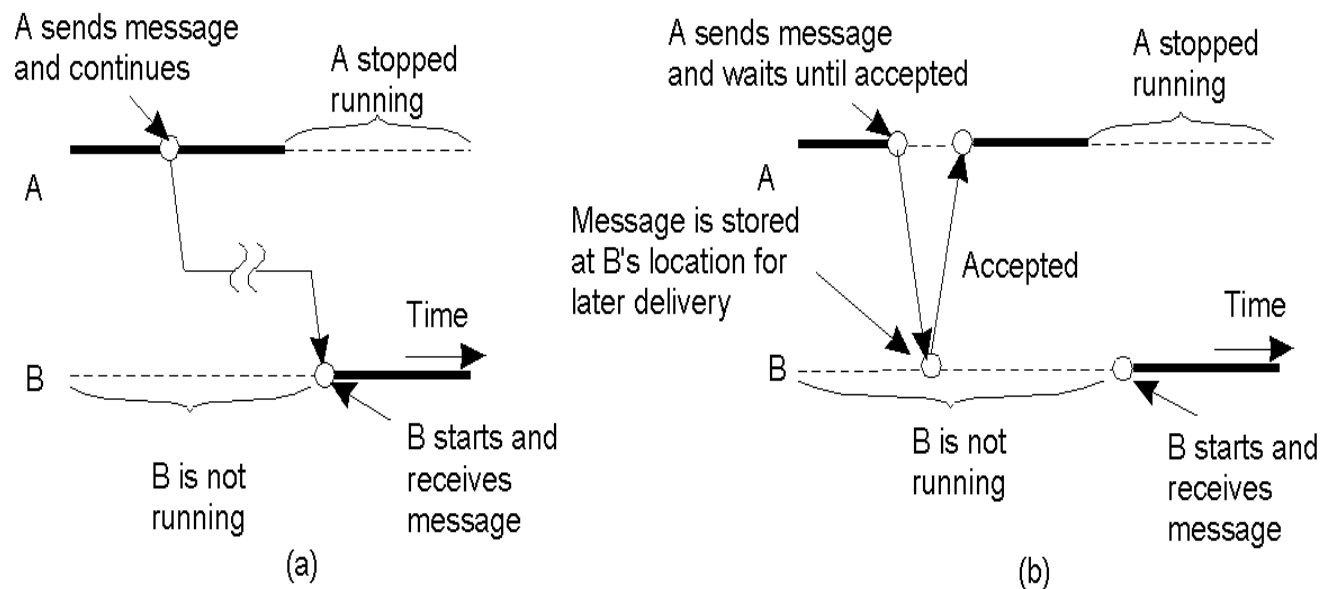 A sends message
and continues
A stopped
running
A
Time
B
B is not
running
B starts and
receives
message
(a)
A sends message
and waits until accepted
A stopped
running
A
Message is stored
at B's location for
later delivery
Accepted
Time
B
B is not
running
B starts and
receives
message
(b)